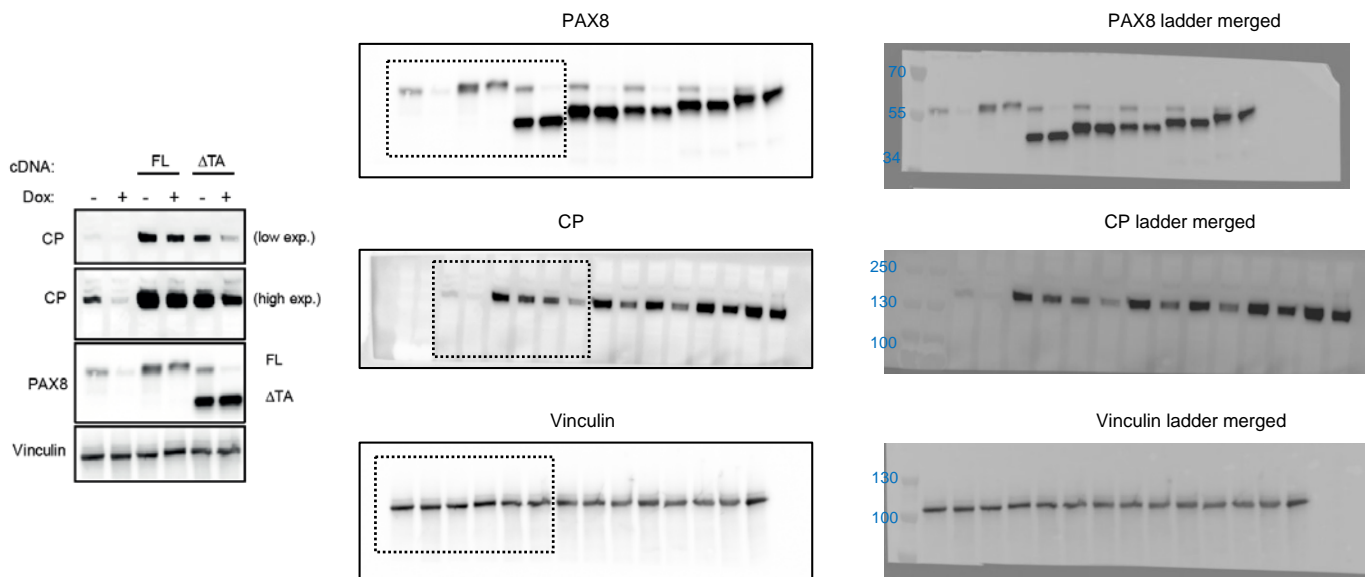 cDNA: FL ΔTA
Dox: - + - + - +
CP (low exp.)
CP (high exp.)
PAX8 FL
ΔTA
Vinculin
PAX8
CP
Vinculin
PAX8 ladder merged
70
55
34
CP ladder merged
250
130
100
Vinculin ladder merged
130
100